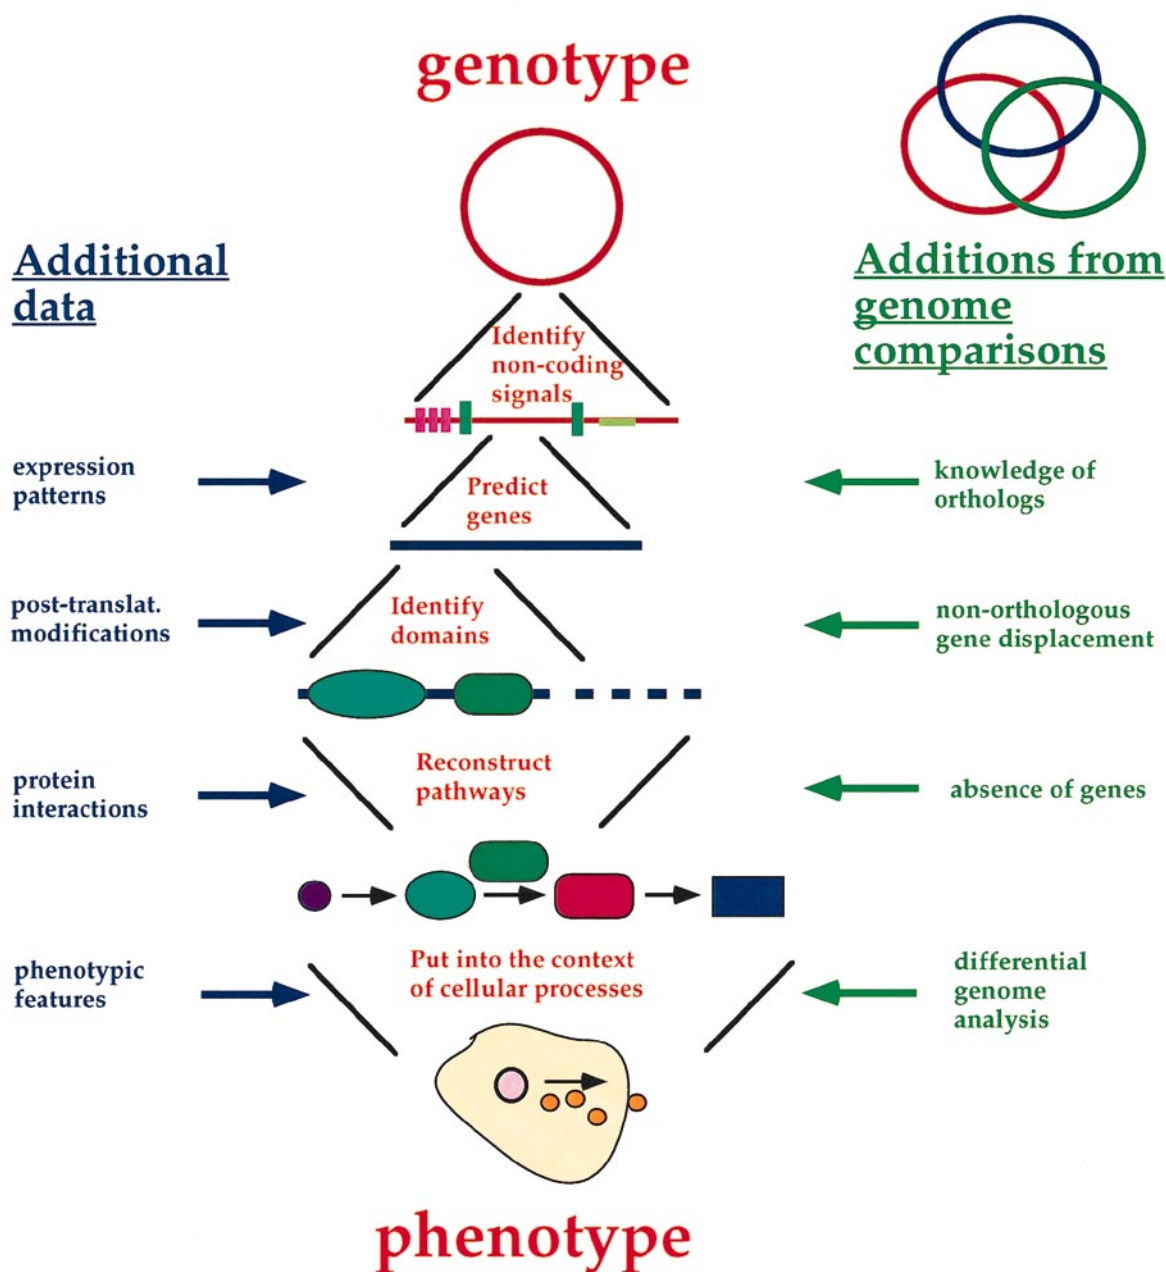 genotype
Additional
data
Additions from
genome
comparisons
Identify
non-coding
signals
expression
patterns
Predict
genes
knowledge of
orthologs
post-translat.
modifications
Identify
domains
non-orthologous
gene displacement
protein
interactions
Reconstruct
pathways
absence of genes
phenotypic
features
Put into the context
of cellular processes
differential
genome
analysis
phenotype